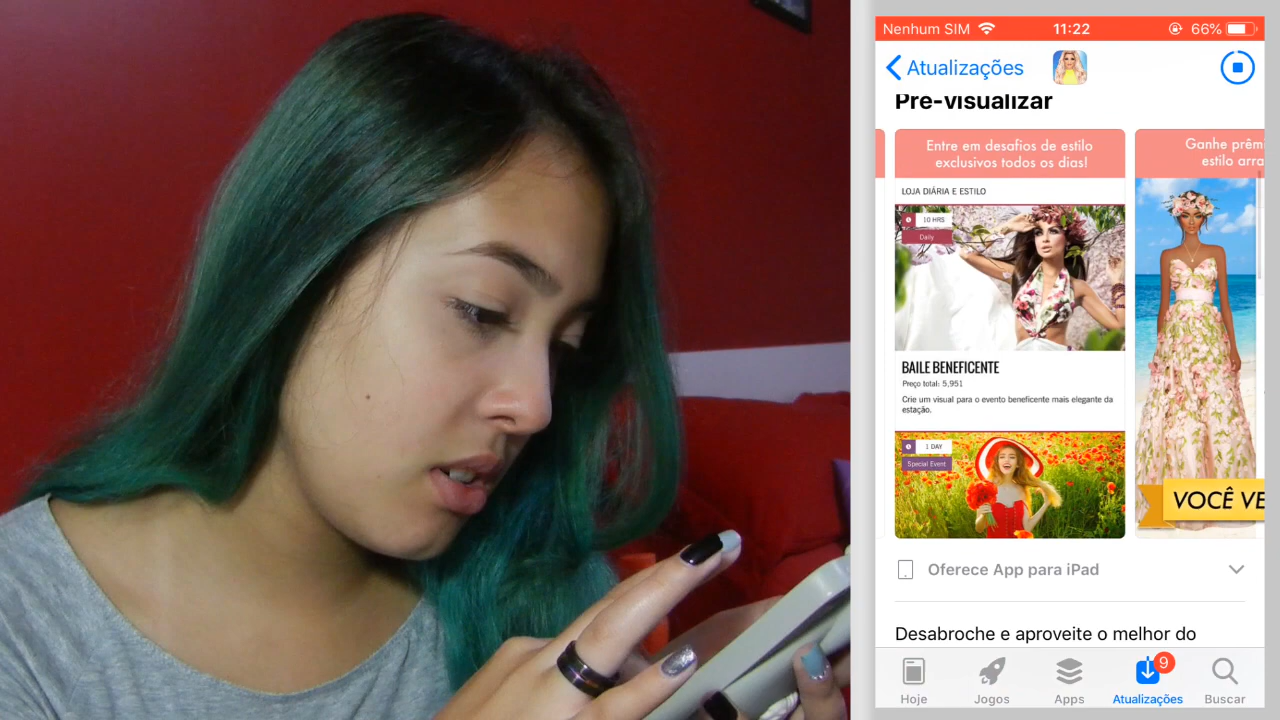 Nenhum SIM
11:22
66%
Atualizações
Pré-visualizar
Entre em desafios de estilo
exclusivos todos os dias!
LOJA DIÁRIA E ESTILO
10 HRS
Daily
BAILE BENEFICENTE
Preço total: 5,951
Crie um visual para o evento beneficente mais elegante da
estação.
1 DAY
Special Event
Ganhe prêmi
estilo arra
VOCÊ VE
Oferece App para iPad
Desabroche e aproveite o melhor do
Hoje
Jogos
Apps
9
Atualizações
Buscar